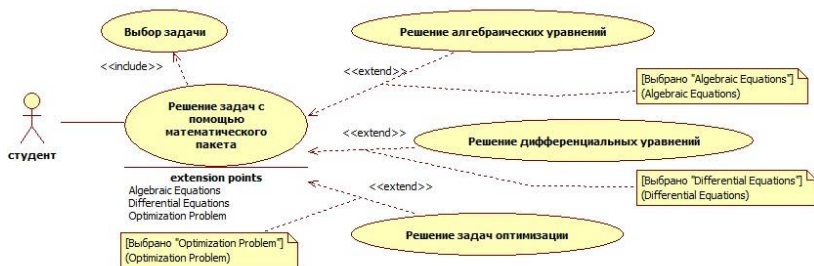 Выбор задачи
Решение алгебраических уравнений
<<include>>
<<extend>>
[Выбрано "Algebraic Equations"]
(Algebraic Equations)
Решение задач с
помощью
математического
пакета
студент
<<extend>>
Решение дифференциальных уравнений
extension points
Algebraic Equations
Differential Equations
Optimization Problem
<<extend>>
[Выбрано "Differential Equations"]
(Differential Equations)
[Выбрано "Optimization Problem"]
(Optimization Problem)
Решение задач оптимизации